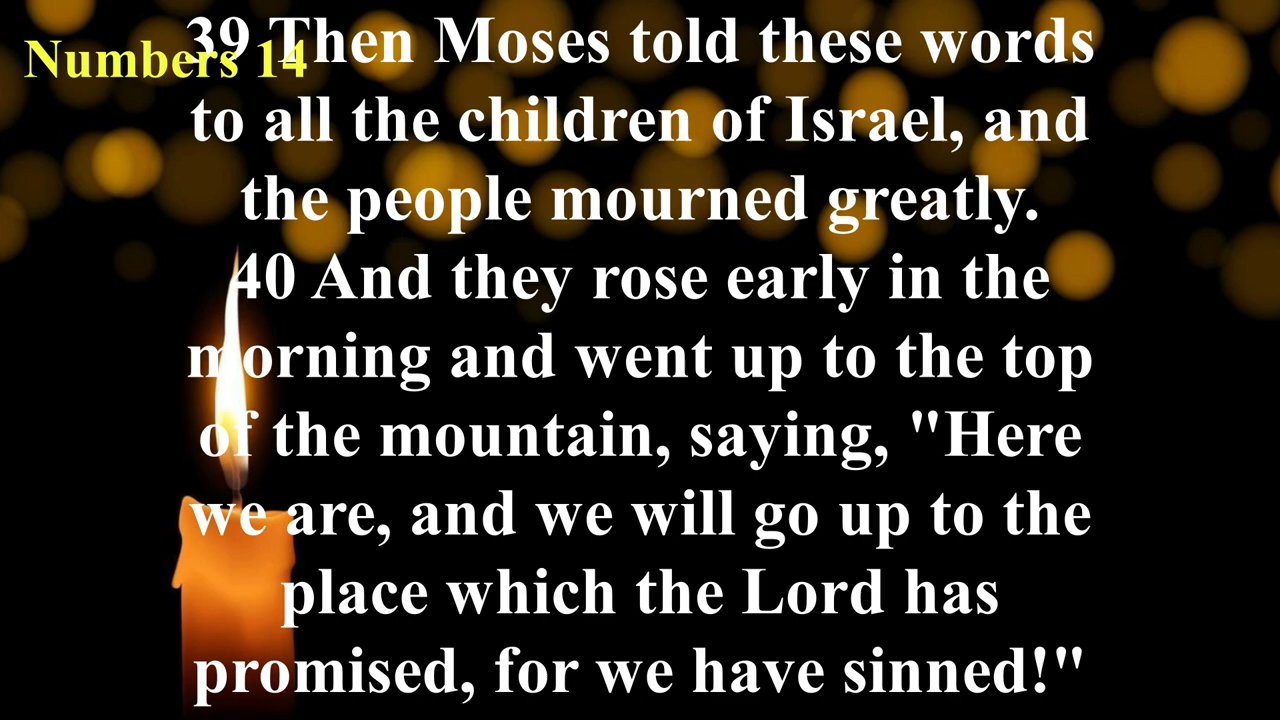 Numbers 14
39 Then Moses told these words
to all the children of Israel, and
the people mourned greatly.
40 And they rose early in the
morning and went up to the top
of the mountain, saying, "Here
we are, and we will go up to the
place which the Lord has
promised, for we have sinned!"